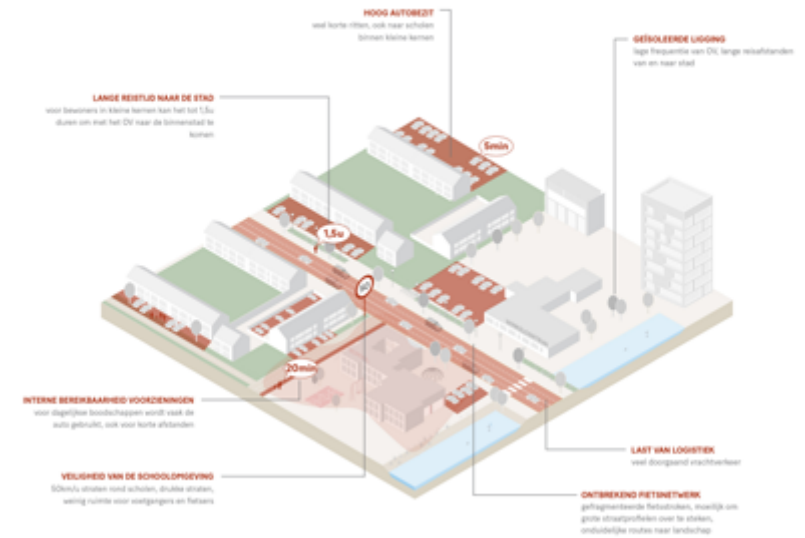 HOOG AUTOBEZIT
veel korte ritten, ook naar scholen
binnen kleine kernen
GEÏSOLEERDE LIGGING
lage frequentie van OV, lange reisafstanden
van en naar stad
LANGE REISTIJD NAAR DE STAD
voor bewoners in kleine kernen kan het tot 1,5u
duren om met het OV naar de binnenstad te
komen
5min
1,5u
50
20min
INTERNE BEREIKBAARHEID VOORZIENINGEN
voor dagelijkse boodschappen wordt vaak de
auto gebruikt, ook voor korte afstanden
LAST VAN LOGISTIEK
veel doorgaand vrachtverkeer
VEILIGHEID VAN DE SCHOOLOMGEVING
50km/u straten rond scholen, drukke straten,
weinig ruimte voor voetgangers en fietsers
ONTBREKEND FIETSNETWERK
gefragmenteerde fietsstroken, moeilijk om
grote straatprofielen over te steken,
onduidelijke routes naar landschap